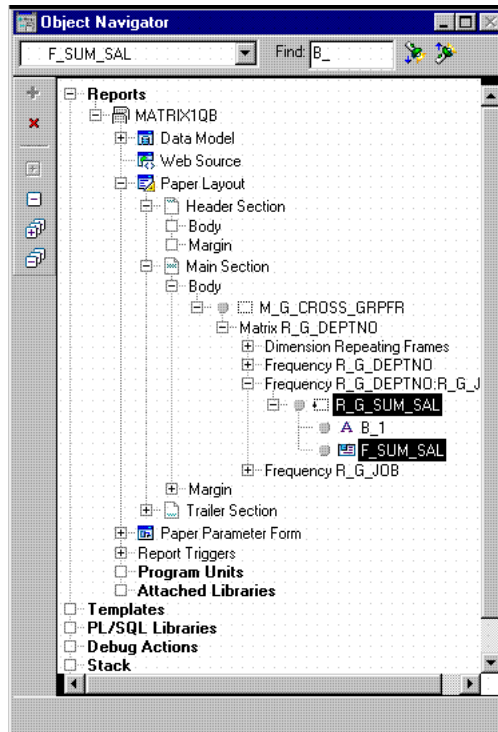 Object Navigator
F_SUM_SAL Find: B_
Reports
MATRIX1QB
Data Model
Web Source
Paper Layout
Header Section
Body
Margin
Main Section
Body
M_G_CROSS_GRPFR
Matrix R_G_DEPTNO
Dimension Repeating Frames
Frequency R_G_DEPTNO
Frequency R_G_DEPTNO:R_G_J
R_G_SUM_SAL
A B_1
F_SUM_SAL
Frequency R_G_JOB
Margin
Trailer Section
Paper Parameter Form
Report Triggers
Program Units
Attached Libraries
Templates
PL/SQL Libraries
Debug Actions
Stack